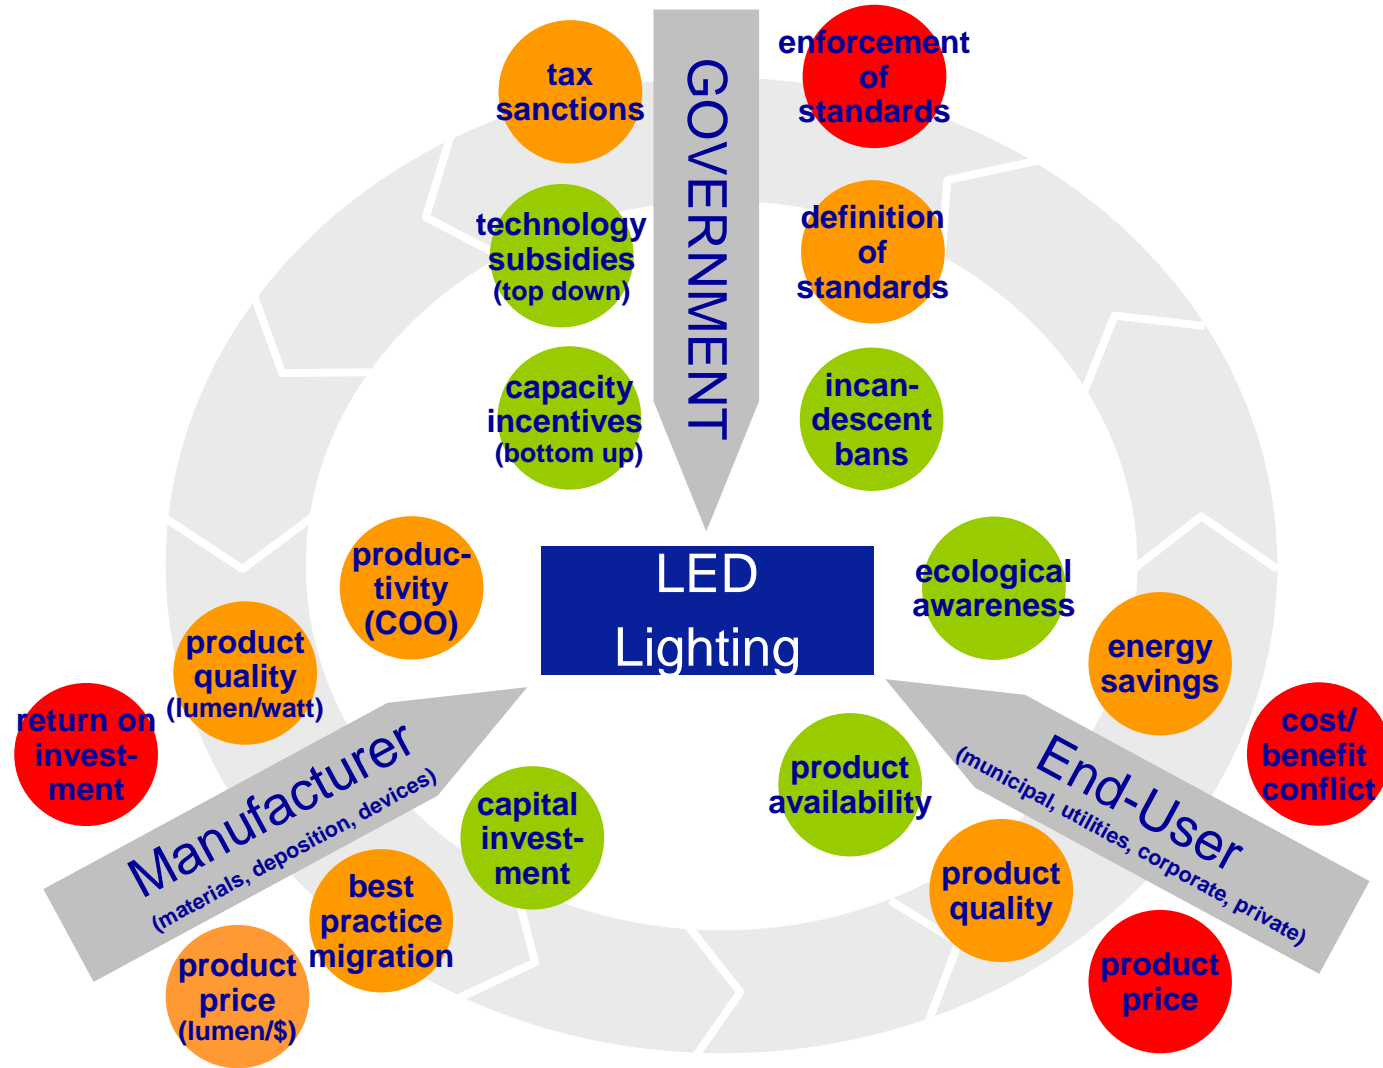 tax
sanctions
GOVERNMENT
enforcement
of
standards
technology
subsidies
(top down)
definition
of
standards
capacity
incentives
(bottom up)
incan-
descent
bans
LED
Lighting
produc-
tivity
(COO)
product
quality
(lumen/watt)
return on
invest-
ment
Manufacturer
(materials, deposition, devices)
capital
invest-
ment
best
practice
migration
product
price
(lumen/$)
ecological
awareness
energy
savings
cost/
benefit
conflict
End-User
(municipal, utilities, corporate, private)
product
availability
product
quality
product
price